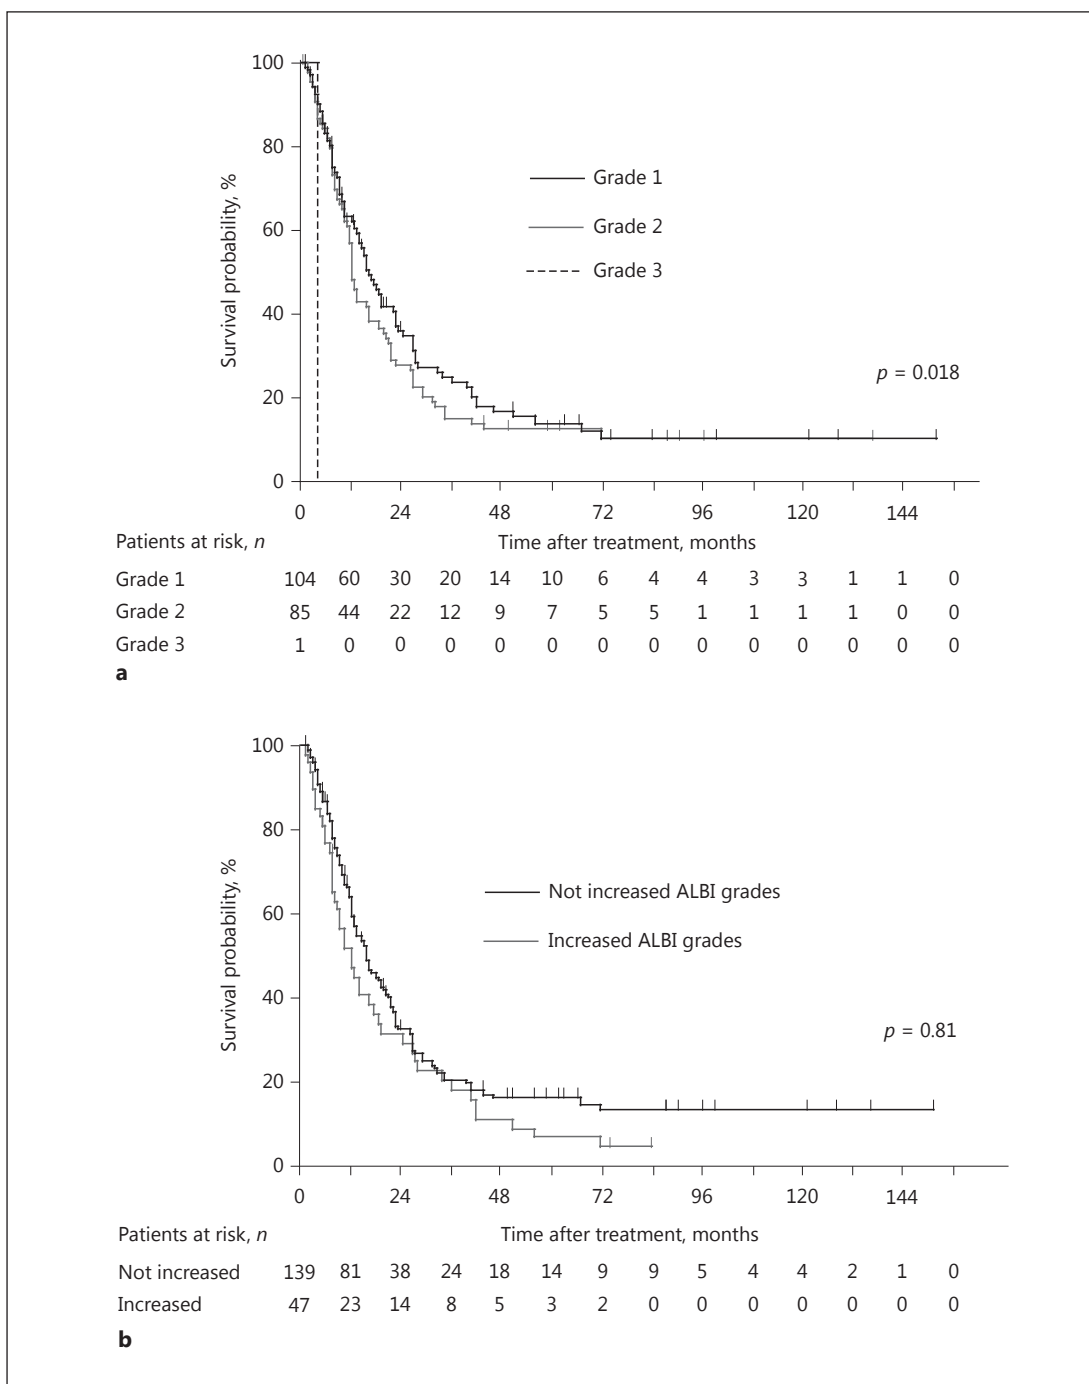 100
80
60
40
20
0
Survival probability, %
Grade 1
Grade 2
Grade 3
p = 0.018
0 24 48 72 96 120 144
Patients at risk, n Time after treatment, months
Grade 1 104 60 30 20 14 10 6 4 4 3 3 1 1 0
Grade 2 85 44 22 12 9 7 5 5 1 1 1 1 0 0
Grade 3 1 0 0 0 0 0 0 0 0 0 0 0 0 0
a
100
80
60
40
20
0
Survival probability, %
Not increased ALBI grades
Increased ALBI grades
p = 0.81
0 24 48 72 96 120 144
Patients at risk, n Time after treatment, months
Not increased 139 81 38 24 18 14 9 9 5 4 4 2 1 0
Increased 47 23 14 8 5 3 2 0 0 0 0 0 0 0
b